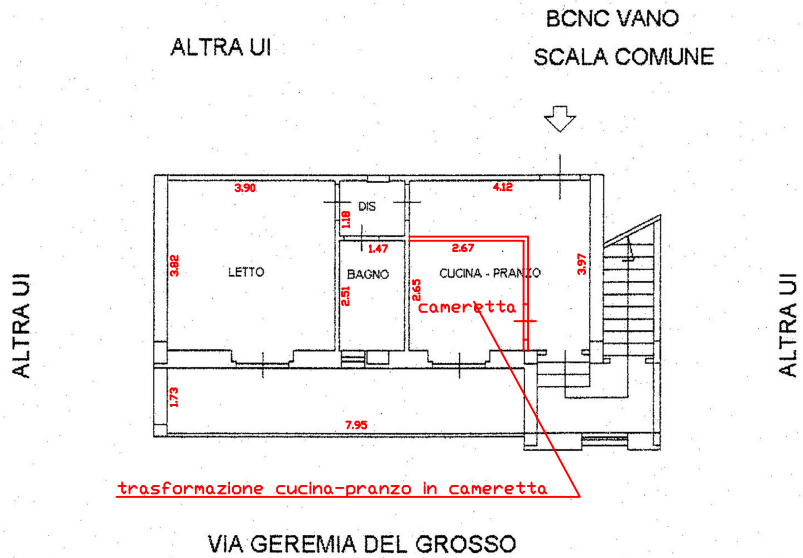 BCNC VANO
SCALA COMUNE
ALTRA UI
3.90
4.12
DIS
1.18
1.47
2.67
3.82
LETTO
BAGNO
CUCINA - PRANZO
3.97
2.51
2.65
cameretta
ALTRA UI
ALTRA UI
1.73
7.95
trasformazione cucina-pranzo in cameretta
VIA GEREMIA DEL GROSSO